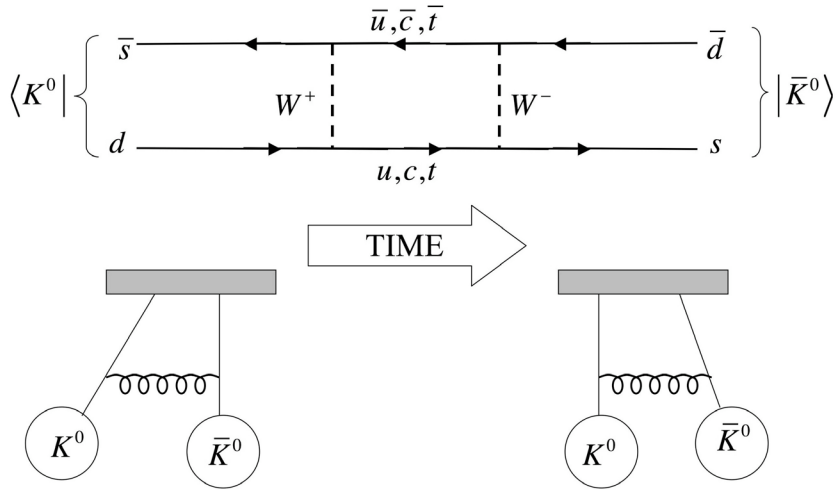 ū,c̄,t̄
s̄ d̄
⟨K⁰| W⁺ W⁻ |K̄⁰⟩
d s
u,c,t
TIME
K⁰ K̄⁰ K⁰ K̄⁰